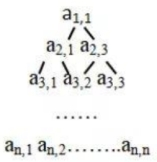 a1,1
a2,1 a2,3
a3,1 a3,2 a3,3
......
an,1 an,2........an,n